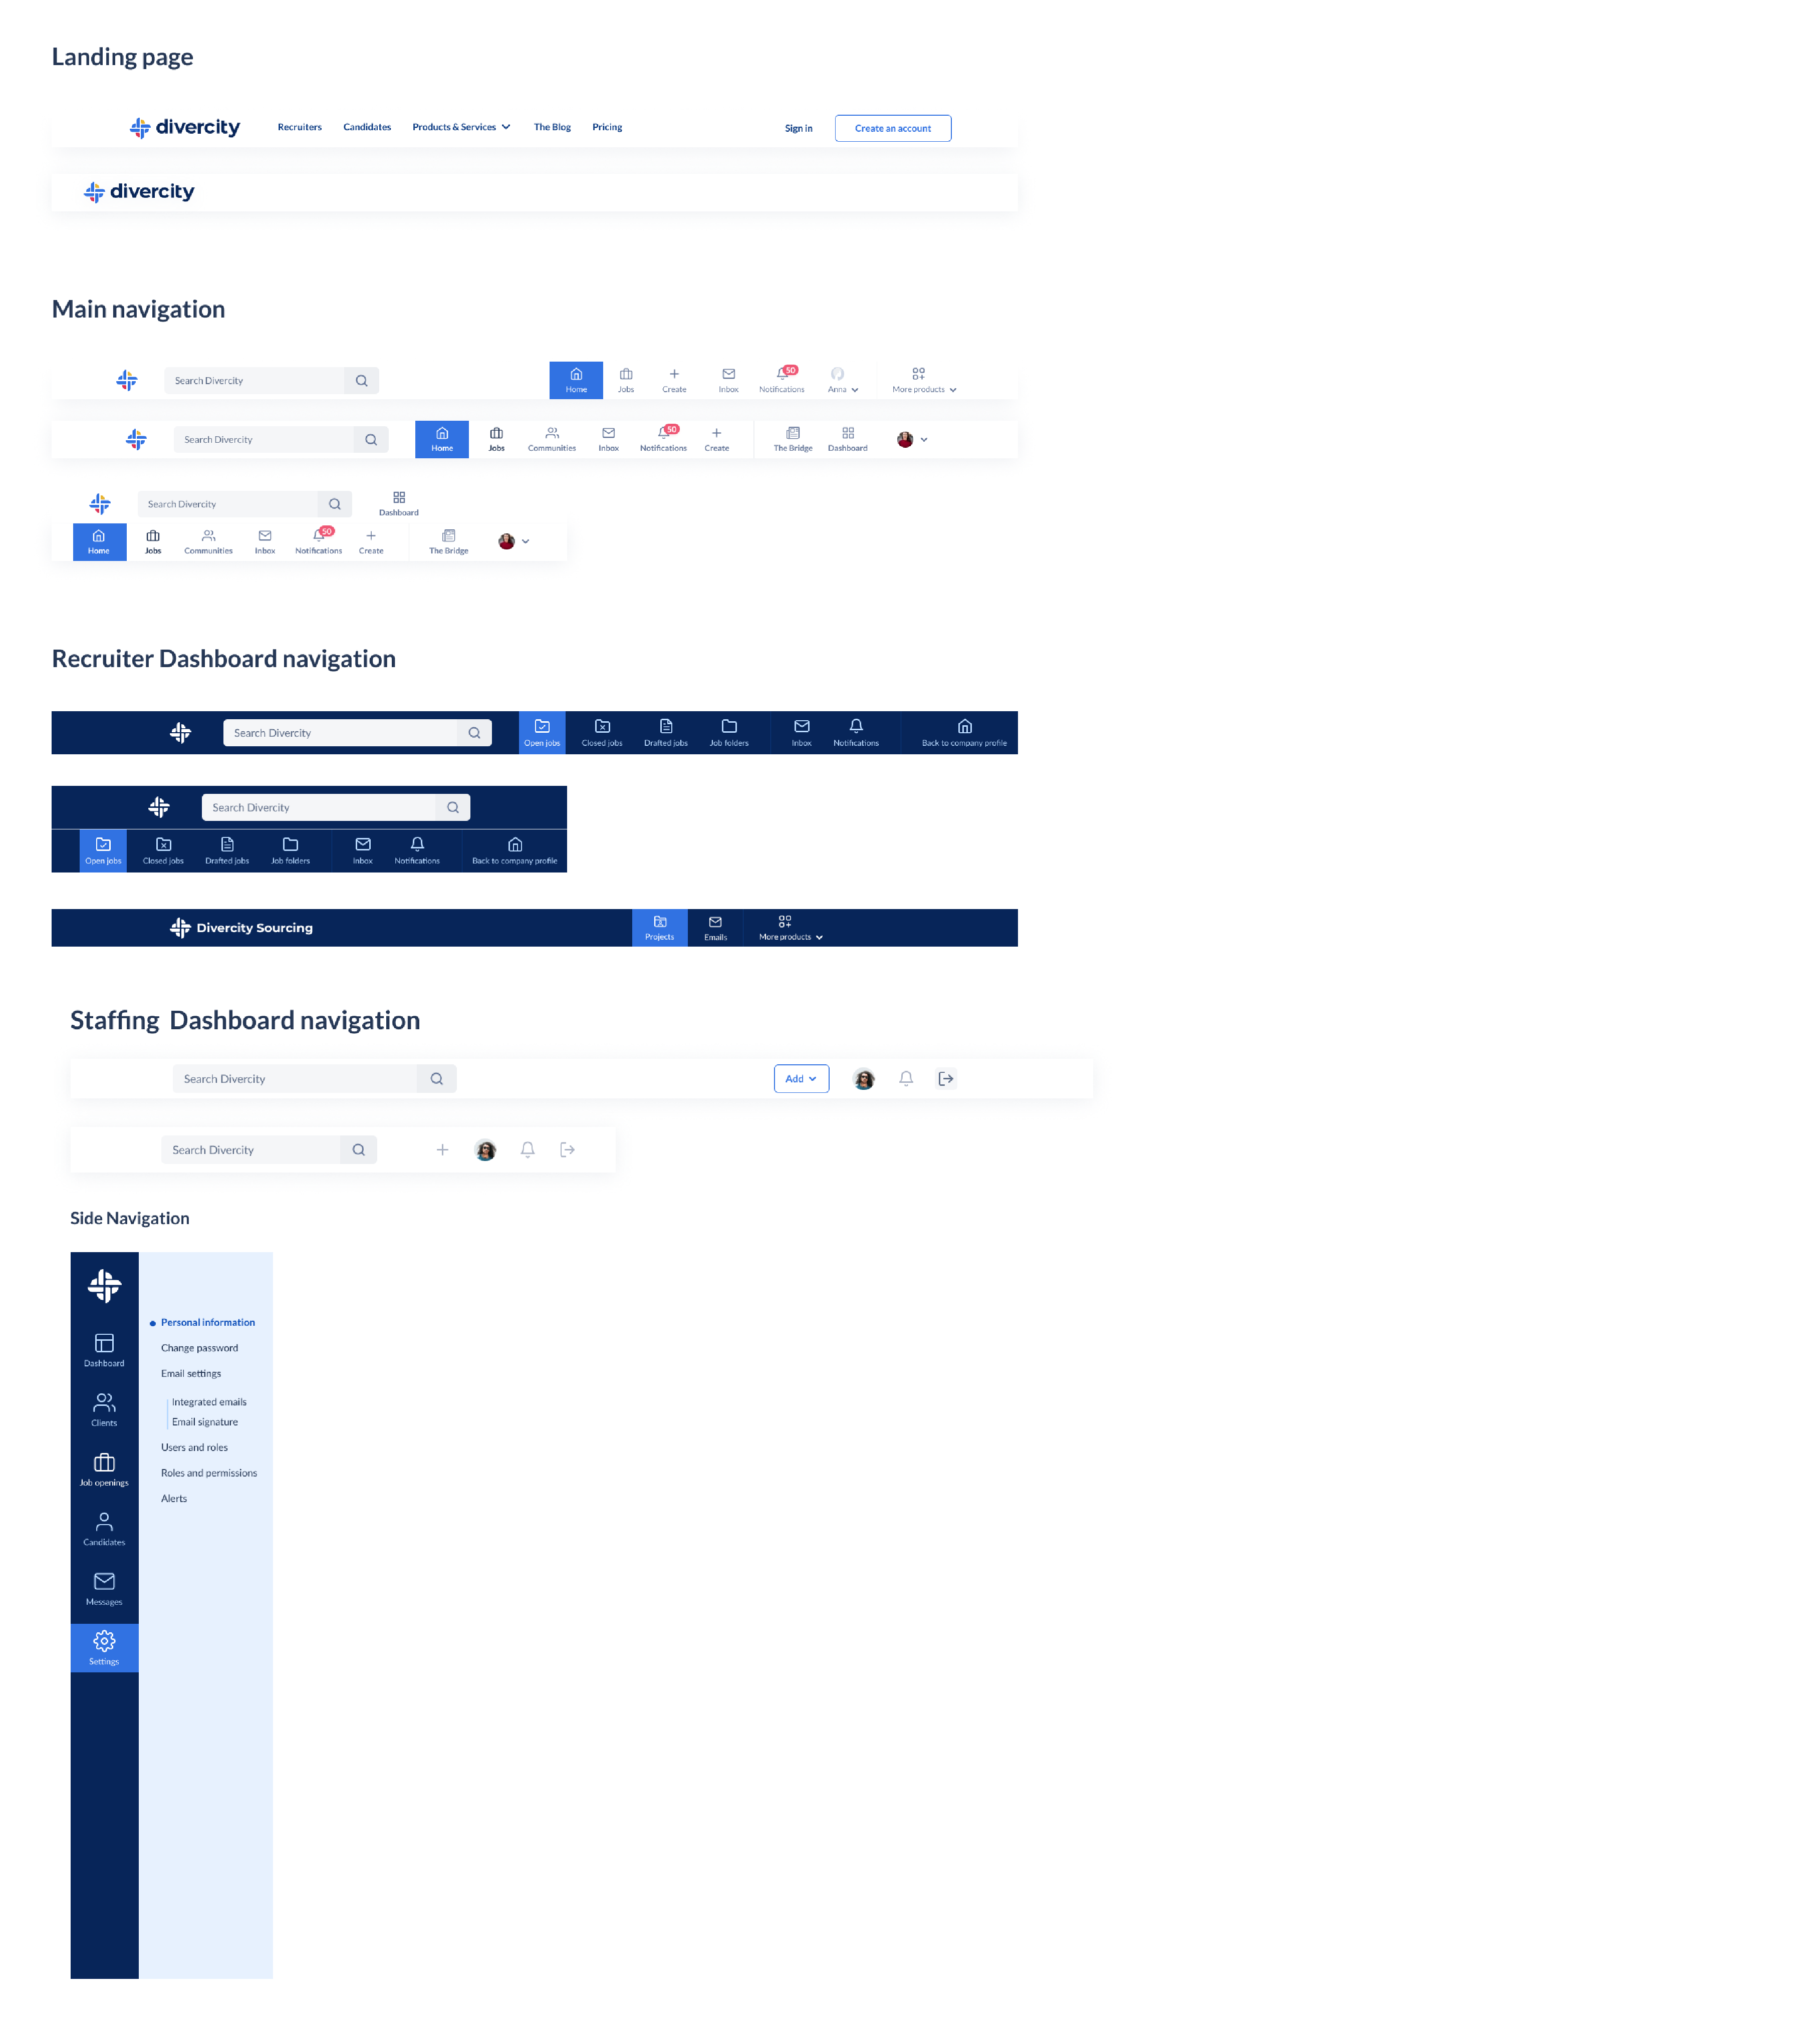 Landing page
divercity Recruiters Candidates Products & Services The Blog Pricing Sign in Create an account
divercity
Main navigation
Search Divercity Home Jobs Create Inbox 50 Notifications Anna More products
Search Divercity Home Jobs Communities Inbox 50 Notifications Create The Bridge Dashboard
Search Divercity Dashboard
Home Jobs Communities Inbox 50 Notifications Create The Bridge
Recruiter Dashboard navigation
Search Divercity Open jobs Closed jobs Drafted jobs Job folders Inbox Notifications Back to company profile
Search Divercity
Open jobs Closed jobs Drafted jobs Job folders Inbox Notifications Back to company profile
Divercity Sourcing Projects Emails More products
Staffing Dashboard navigation
Search Divercity Add
Search Divercity
Side Navigation
Dashboard
Clients
Job openings
Candidates
Messages
Settings
Personal information
Change password
Email settings
Integrated emails
Email signature
Users and roles
Roles and permissions
Alerts